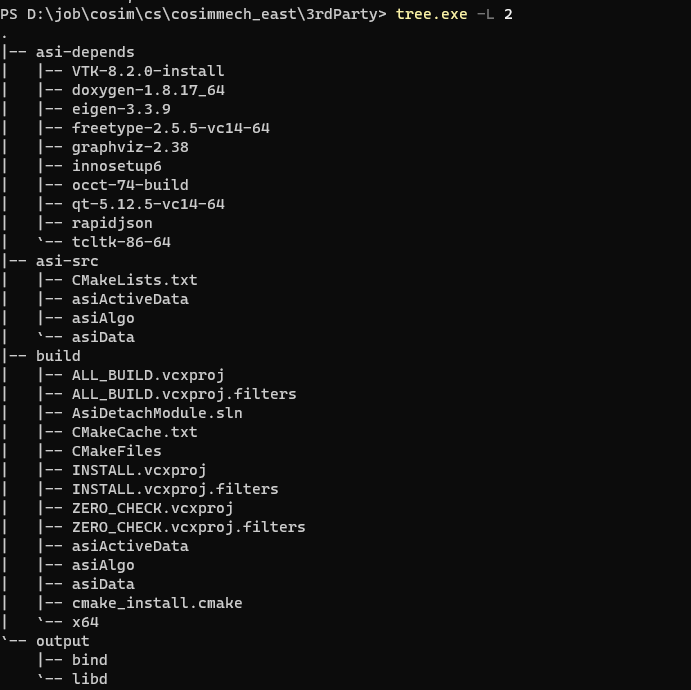 PS D:\job\cosim\cs\cosimmech_east\3rdParty> tree.exe -L 2
.
|-- asi-depends
|   |-- VTK-8.2.0-install
|   |-- doxygen-1.8.17_64
|   |-- eigen-3.3.9
|   |-- freetype-2.5.5-vc14-64
|   |-- graphviz-2.38
|   |-- innosetup6
|   |-- occt-74-build
|   |-- qt-5.12.5-vc14-64
|   |-- rapidjson
|   `-- tcltk-86-64
|-- asi-src
|   |-- CMakeLists.txt
|   |-- asiActiveData
|   |-- asiAlgo
|   `-- asiData
|-- build
|   |-- ALL_BUILD.vcxproj
|   |-- ALL_BUILD.vcxproj.filters
|   |-- AsiDetachModule.sln
|   |-- CMakeCache.txt
|   |-- CMakeFiles
|   |-- INSTALL.vcxproj
|   |-- INSTALL.vcxproj.filters
|   |-- ZERO_CHECK.vcxproj
|   |-- ZERO_CHECK.vcxproj.filters
|   |-- asiActiveData
|   |-- asiAlgo
|   |-- asiData
|   |-- cmake_install.cmake
|   `-- x64
`-- output
    |-- bind
    `-- libd